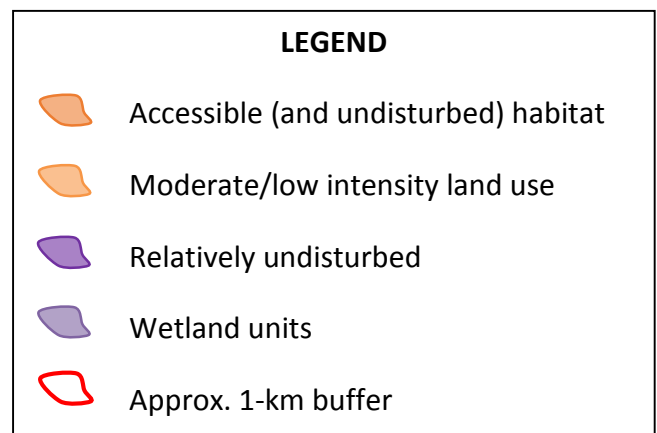 LEGEND
Accessible (and undisturbed) habitat
Moderate/low intensity land use
Relatively undisturbed
Wetland units
Approx. 1-km buffer